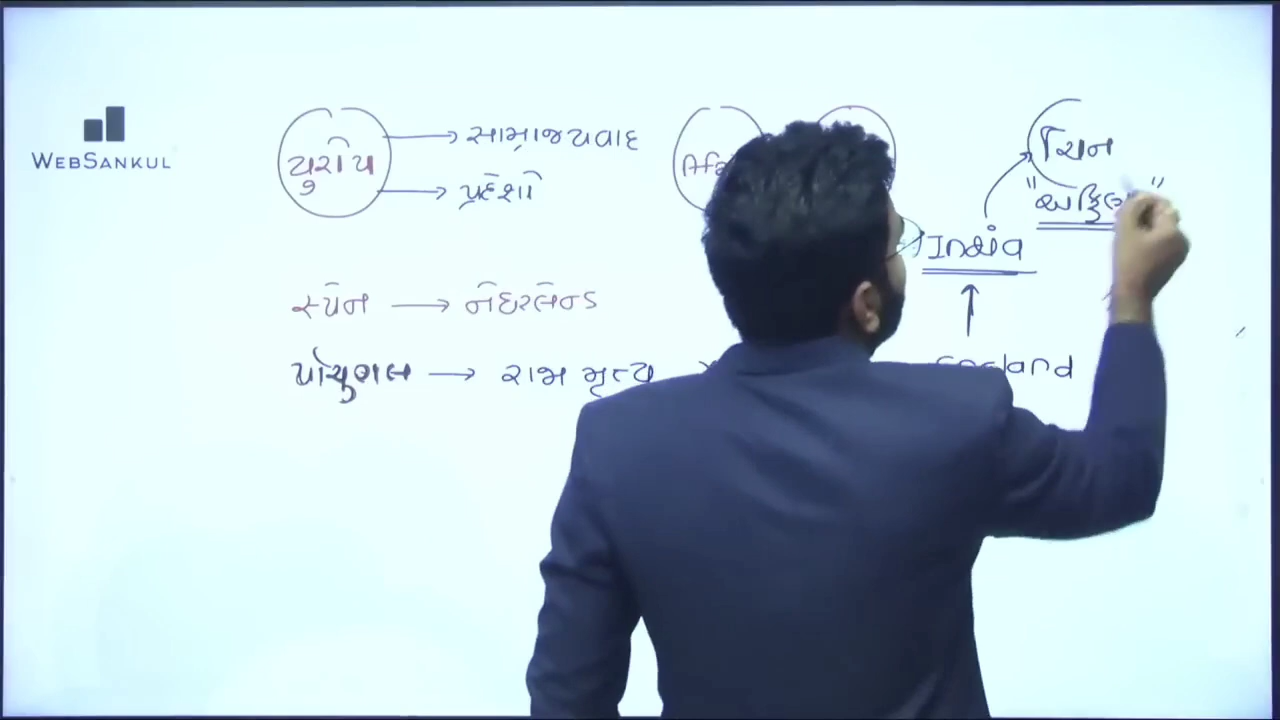 WEBSANKUL
યુરોપ → સામ્રાજ્યવાદ
→ પ્રદેશો
ચિન
India
સ્પેન → નેધરલેન્ડ
પોર્ચુગલ → રાજા મૃત્ય